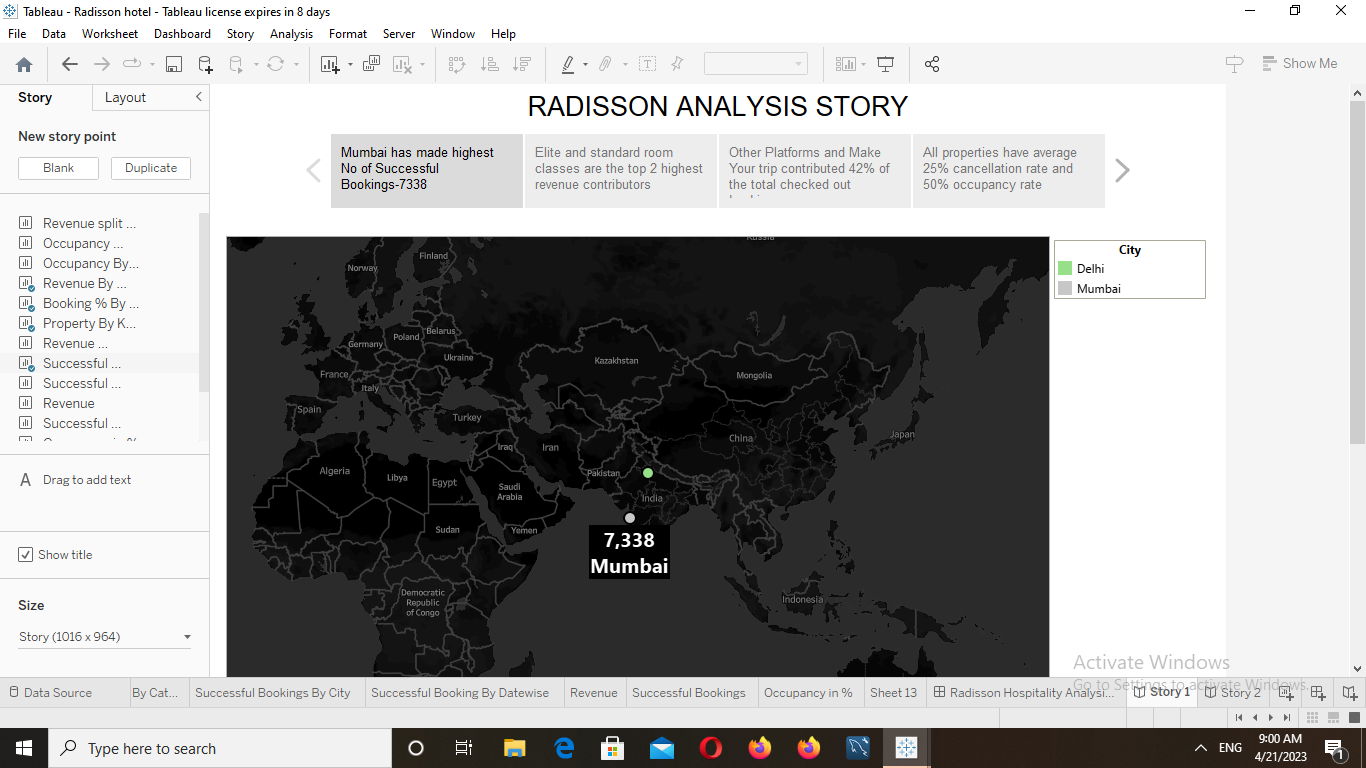 Tableau - Radisson hotel - Tableau license expires in 8 days
File Data Worksheet Dashboard Story Analysis Format Server Window Help
Show Me
Story Layout
New story point
Blank Duplicate
Revenue split ...
Occupancy ...
Occupancy By...
Revenue By ...
Booking % By ...
Property By K...
Revenue ...
Successful ...
Successful ...
Revenue
Successful ...
A Drag to add text
Show title
Size
Story (1016 x 964)
RADISSON ANALYSIS STORY
Mumbai has made highest
No of Successful
Bookings-7338
Elite and standard room
classes are the top 2 highest
revenue contributors
Other Platforms and Make
Your trip contributed 42% of
the total checked out
All properties have average
25% cancellation rate and
50% occupancy rate
Russia
Finland
Norway
Belarus
Poland
Germany
Ukraine
Kazakhstan
France
Mongolia
Italy
Spain
Turkey
Japan
China
Iraq
Iran
Algeria
Pakistan
Libya
Egypt
Saudi
Arabia
India
Sudan
Yemen
7,338
Mumbai
Democratic
Republic
of Congo
Indonesia
City
Delhi
Mumbai
Activate Windows
Go to Settings to activate Windows.
Data Source By Cat... Successful Bookings By City Successful Booking By Datewise Revenue Successful Bookings Occupancy in % Sheet 13 Radisson Hospitality Analysi... Story 1 Story 2
Type here to search
ENG
9:00 AM
4/21/2023
1